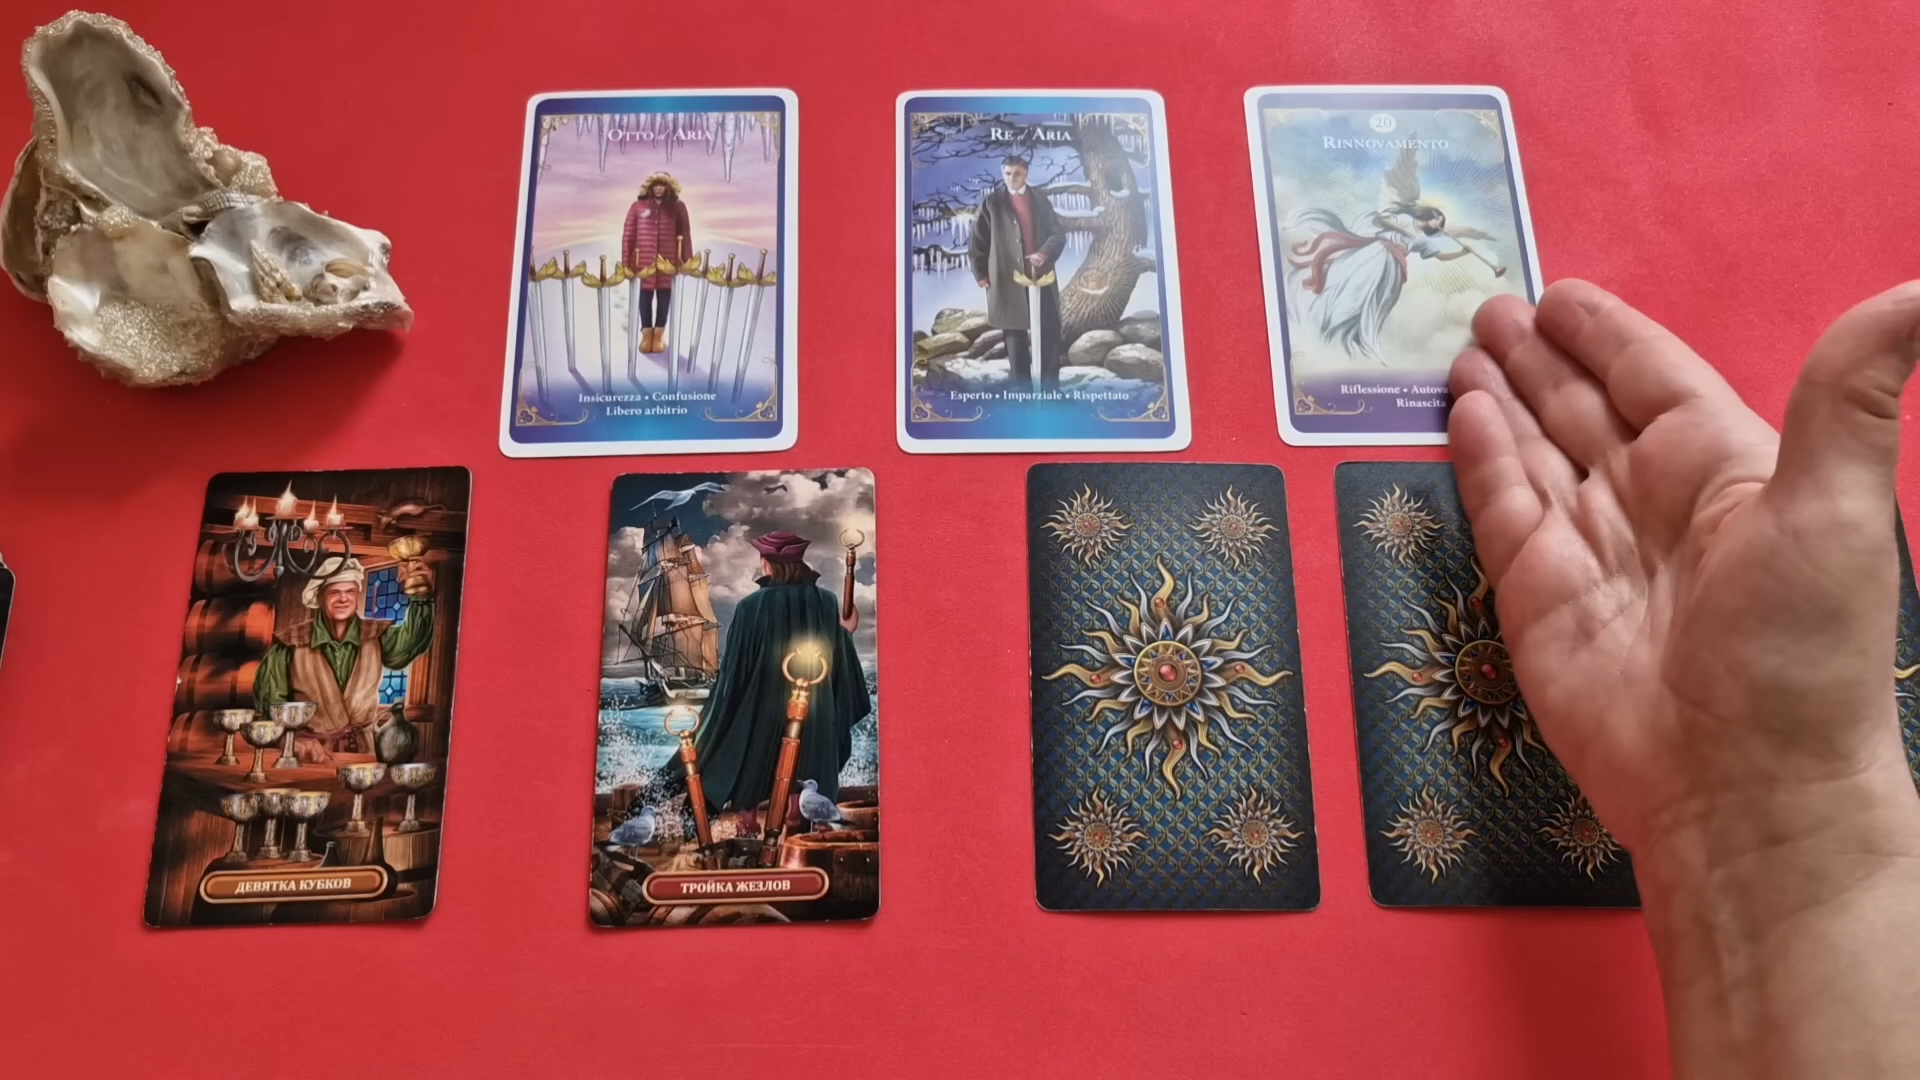 OTTO d'ARIA
Insicurezza • Confusione
Libero arbitrio
RE d'ARIA
Esperto • Imparziale • Rispettato
20
RINNOVAMENTO
Riflessione •
Rinascita
ДЕВЯТКА КУБКОВ
ТРОЙКА ЖЕЗЛОВ